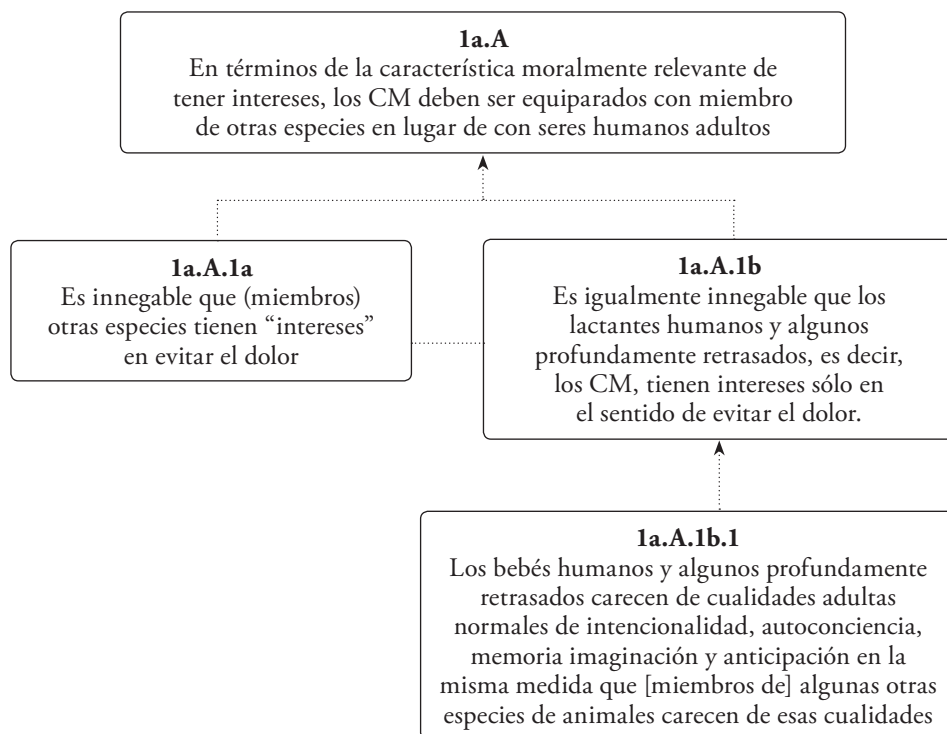 1a.A
En términos de la característica moralmente relevante de
tener intereses, los CM deben ser equiparados con miembro
de otras especies en lugar de con seres humanos adultos
1a.A.1a
Es innegable que (miembros)
otras especies tienen “intereses”
en evitar el dolor
1a.A.1b
Es igualmente innegable que los
lactantes humanos y algunos
profundamente retrasados, es decir,
los CM, tienen intereses sólo en
el sentido de evitar el dolor.
1a.A.1b.1
Los bebés humanos y algunos profundamente
retrasados carecen de cualidades adultas
normales de intencionalidad, autoconciencia,
memoria imaginación y anticipación en la
misma medida que [miembros de] algunas otras
especies de animales carecen de esas cualidades